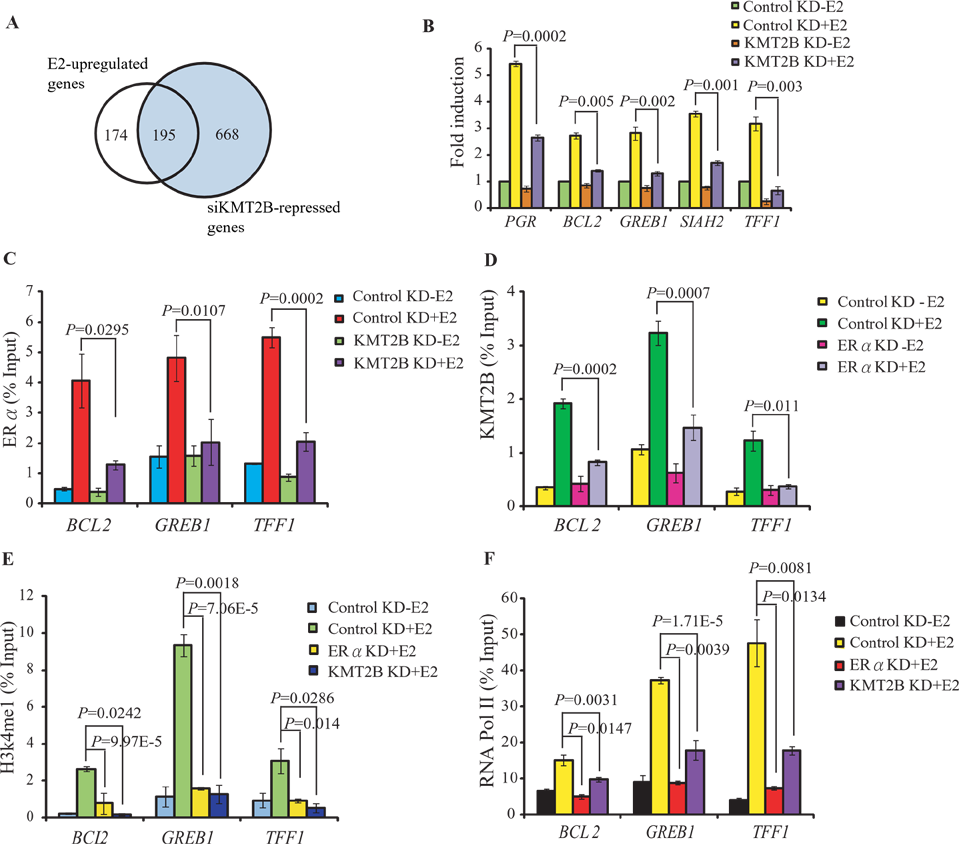 A
E2-upregulated
genes
174
195
668
siKMT2B-repressed
genes
B
Control KD-E2
Control KD+E2
KMT2B KD-E2
KMT2B KD+E2
Fold induction
6
5
4
3
2
1
0
P=0.0002
P=0.005
P=0.002
P=0.001
P=0.003
PGR
BCL2
GREB1
SIAH2
TFF1
C
ERα (% Input)
7
6
5
4
3
2
1
0
P=0.0295
P=0.0107
P=0.0002
Control KD-E2
Control KD+E2
KMT2B KD-E2
KMT2B KD+E2
BCL2
GREB1
TFF1
D
KMT2B (% Input)
4
3
2
1
0
P=0.0002
P=0.0007
P=0.011
Control KD -E2
Control KD+E2
ERα KD -E2
ERα KD+E2
BCL2
GREB1
TFF1
E
H3k4me1 (% Input)
12
10
8
6
4
2
0
P=0.0242
P=9.97E-5
P=0.0018
P=7.06E-5
P=0.0286
P=0.014
Control KD-E2
Control KD+E2
ERα KD+E2
KMT2B KD+E2
BCl2
GREB1
TFF1
F
RNA Pol II (% Input)
60
50
40
30
20
10
0
P=0.0031
P=0.0147
P=1.71E-5
P=0.0039
P=0.0081
P=0.0134
Control KD-E2
Control KD+E2
ERα KD+E2
KMT2B KD+E2
BCL2
GREB1
TFF1